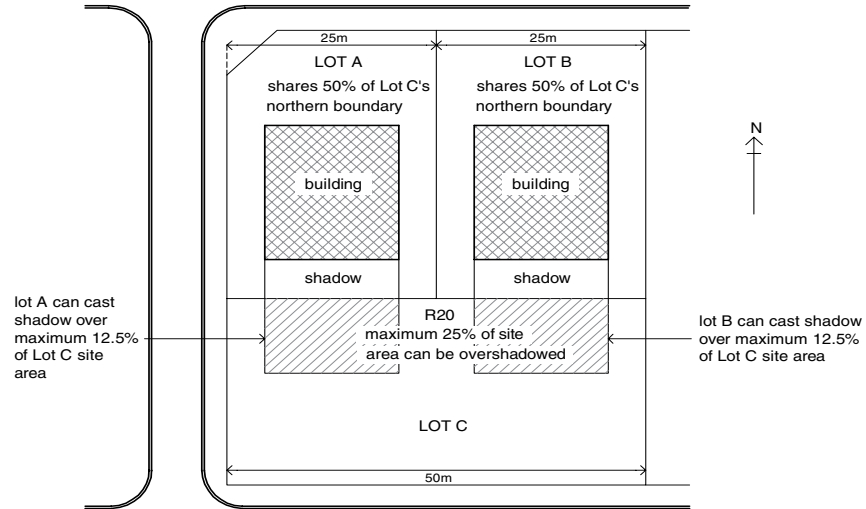 25m
25m
LOT A
LOT B
shares 50% of Lot C's
northern boundary
shares 50% of Lot C's
northern boundary
N
building
building
shadow
shadow
lot A can cast
shadow over
maximum 12.5%
of Lot C site
area
R20
maximum 25% of site
area can be overshadowed
lot B can cast shadow
over maximum 12.5%
of Lot C site area
LOT C
50m